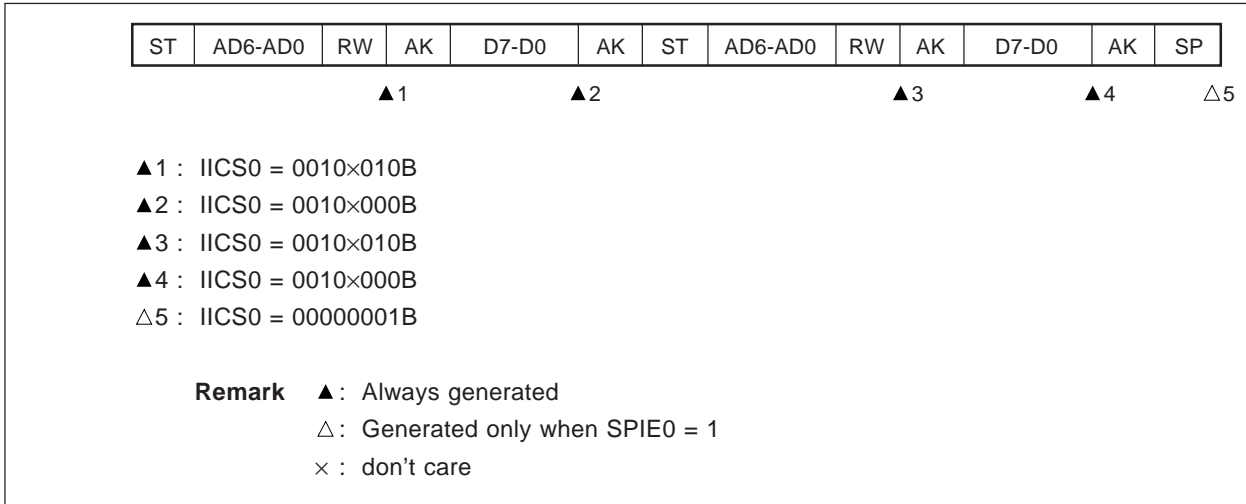 ST AD6-AD0 RW AK D7-D0 AK ST AD6-AD0 RW AK D7-D0 AK SP
▲1 ▲2 ▲3 ▲4 △5
▲1 : IICS0 = 0010×010B
▲2 : IICS0 = 0010×000B
▲3 : IICS0 = 0010×010B
▲4 : IICS0 = 0010×000B
△5 : IICS0 = 00000001B
Remark ▲ : Always generated
△ : Generated only when SPIE0 = 1
× : don't care